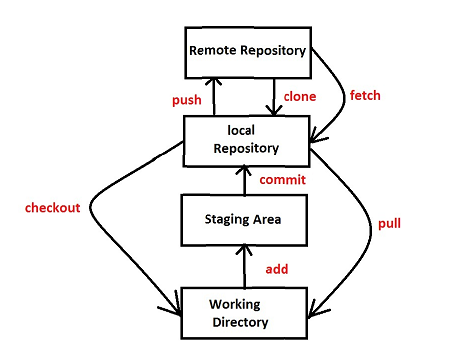 Remote Repository
push
clone
fetch
local
Repository
commit
checkout
Staging Area
pull
add
Working
Directory